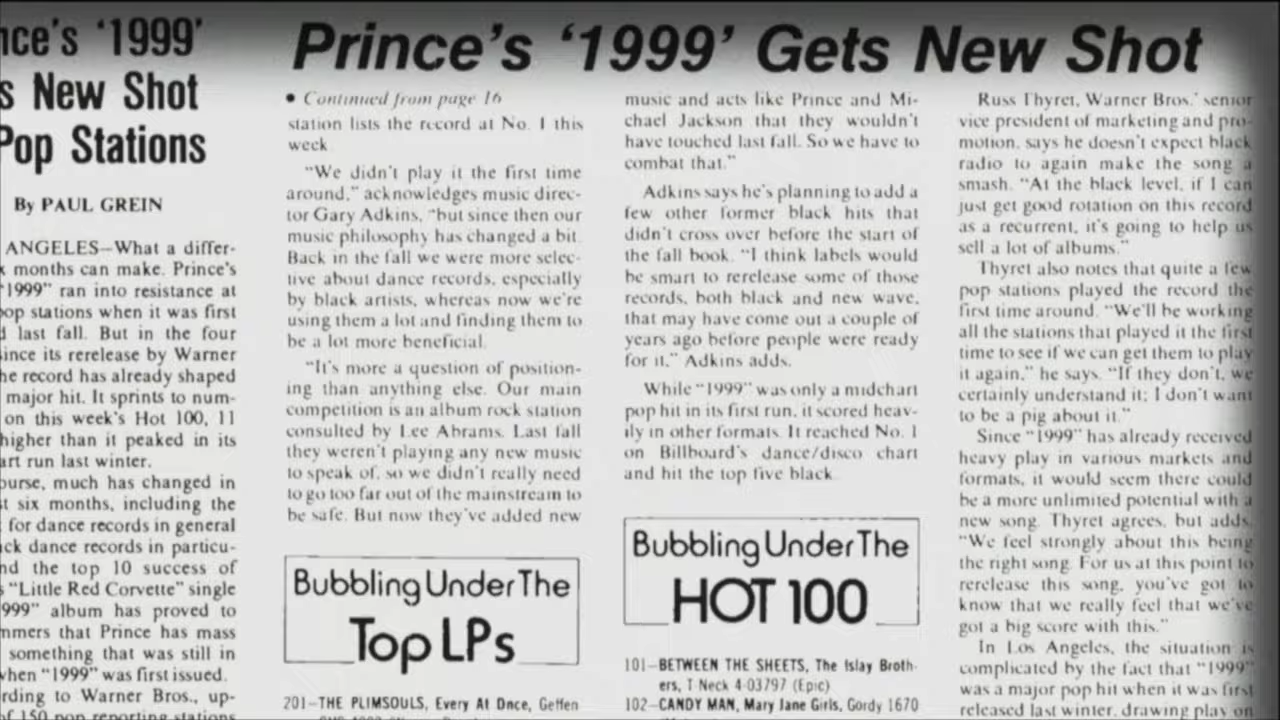 nce's '1999'
s New Shot
Pop Stations
By PAUL GREIN
ANGELES—What a differ-
x months can make. Prince's
"1999" ran into resistance at
op stations when it was first
d last fall. But in the four
since its rerelease by Warner
he record has already shaped
major hit. It sprints to num-
on this week's Hot 100, 11
higher than it peaked in its
art run last winter.
ourse, much has changed in
st six months, including the
for dance records in general
ck dance records in particu-
nd the top 10 success of
s "Little Red Corvette" single
999" album has proved to
mmers that Prince has mass
something that was still in
when "1999" was first issued.
rding to Warner Bros., up-
of 150 pop reporting stations
Prince's '1999' Gets New Shot
• Continued from page 16
station lists the record at No. 1 this
week.
"We didn't play it the first time
around," acknowledges music direc-
tor Gary Adkins, "but since then our
music philosophy has changed a bit.
Back in the fall we were more selec-
tive about dance records, especially
by black artists, whereas now we're
using them a lot and finding them to
be a lot more beneficial.
"It's more a question of position-
ing than anything else. Our main
competition is an album rock station
consulted by Lee Abrams. Last fall
they weren't playing any new music
to speak of, so we didn't really need
to go too far out of the mainstream to
be safe. But now they've added new
Bubbling Under The
Top LPs
201—THE PLIMSOULS, Every At Once, Geffen
music and acts like Prince and Mi-
chael Jackson that they wouldn't
have touched last fall. So we have to
combat that."
Adkins says he's planning to add a
few other former black hits that
didn't cross over before the start of
the fall book. "I think labels would
be smart to rerelease some of those
records, both black and new wave,
that may have come out a couple of
years ago before people were ready
for it," Adkins adds.
While "1999" was only a midchart
pop hit in its first run, it scored heav-
ily in other formats. It reached No. 1
on Billboard's dance/disco chart
and hit the top five black.
Bubbling Under The
HOT 100
101—BETWEEN THE SHEETS, The Islay Broth-
ers, T-Neck 4-03797 (Epic)
102—CANDY MAN, Mary Jane Girls, Gordy 1670
Russ Thyret, Warner Bros.' senior
vice president of marketing and pro-
motion, says he doesn't expect black
radio to again make the song a
smash. "At the black level, if I can
just get good rotation on this record
as a recurrent, it's going to help us
sell a lot of albums."
Thyret also notes that quite a few
pop stations played the record the
first time around. "We'll be working
all the stations that played it the first
time to see if we can get them to play
it again," he says. "If they don't, we
certainly understand it; I don't want
to be a pig about it."
Since "1999" has already received
heavy play in various markets and
formats, it would seem there could
be a more unlimited potential with a
new song. Thyret agrees, but adds,
"We feel strongly about this being
the right song. For us at this point to
rerelease this song, you've got to
know that we really feel that we've
got a big score with this."
In Los Angeles, the situation is
complicated by the fact that "1999"
was a major pop hit when it was first
released last winter, drawing play on